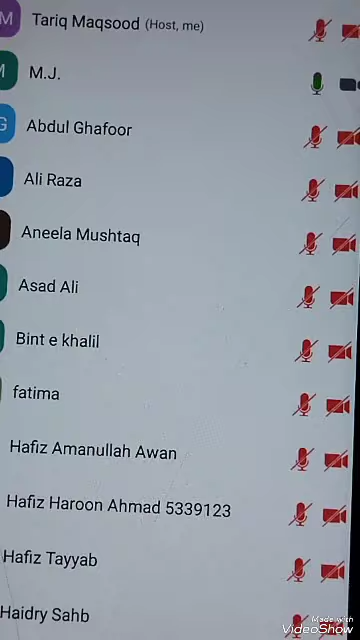 M
Tariq Maqsood (Host, me)
M
M.J.
G
Abdul Ghafoor
Ali Raza
Aneela Mushtaq
Asad Ali
Bint e khalil
fatima
Hafiz Amanullah Awan
Hafiz Haroon Ahmad 5339123
Hafiz Tayyab
Haidry Sahb
Made with
VideoShow